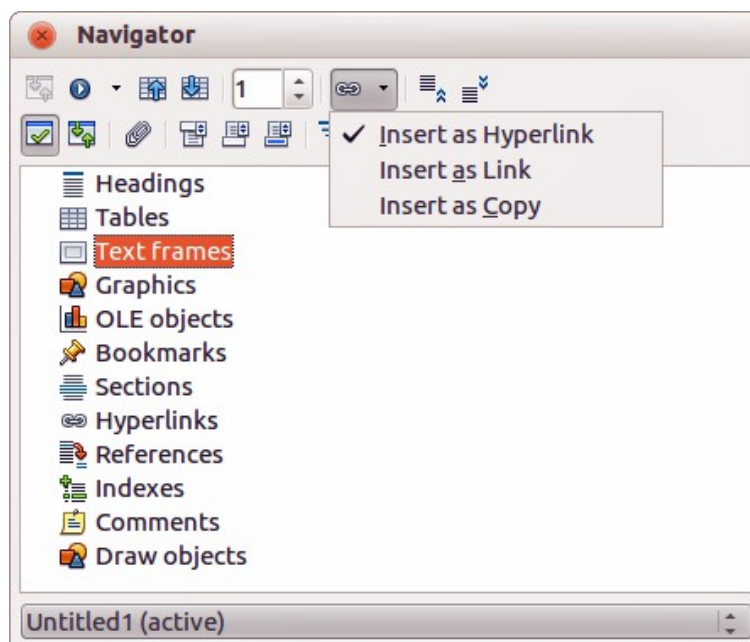 Navigator
1
Insert as Hyperlink
Insert as Link
Insert as Copy
Headings
Tables
Text frames
Graphics
OLE objects
Bookmarks
Sections
Hyperlinks
References
Indexes
Comments
Draw objects
Untitled1 (active)